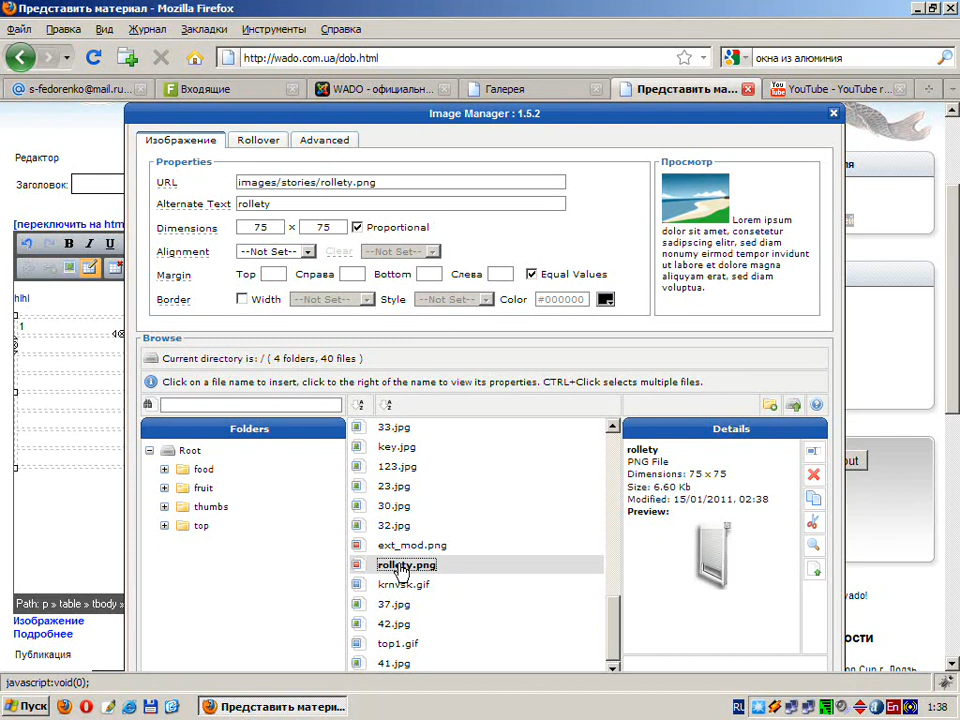 Представить материал - Mozilla Firefox
Файл Правка Вид Журнал Закладки Инструменты Справка
http://wado.com.ua/dob.html
окна из алюминия
s-fedorenko@mail.ru...
Входящие
WADO - официальн...
Галерея
Представить ма...
YouTube - YouTube r...
Image Manager : 1.5.2
Редактор
Заголовок:
[переключить на htm
B I U
hlhl
1
Path: p » table » tbody »
Изображение
Подробнее
Публикация
Изображение Rollover Advanced
Properties
URL images/stories/rollety.png
Alternate Text rollety
Dimensions 75 x 75 Proportional
Alignment --Not Set-- Clear --Not Set--
Margin Top Справа Bottom Слева Equal Values
Border Width --Not Set-- Style --Not Set-- Color #000000
Просмотр
Lorem ipsum
dolor sit amet, consetetur
sadipscing elitr, sed diam
nonumy eirmod tempor invidunt
ut labore et dolore magna
aliquyam erat, sed diam
voluptua.
Browse
Current directory is: / ( 4 folders, 40 files )
Click on a file name to insert, click to the right of the name to view its properties. CTRL+Click selects multiple files.
Folders
Root
food
fruit
thumbs
top
33.jpg
key.jpg
123.jpg
23.jpg
30.jpg
32.jpg
ext_mod.png
rollety.png
krnvsk.gif
37.jpg
42.jpg
top1.gif
41.jpg
Details
rollety
PNG File
Dimensions: 75 x 75
Size: 6.60 Kb
Modified: 15/01/2011, 02:38
Preview:
ля
out
wado!
ости
javascript:void(0);
Пуск
Представить матери...
RL
En
1:38